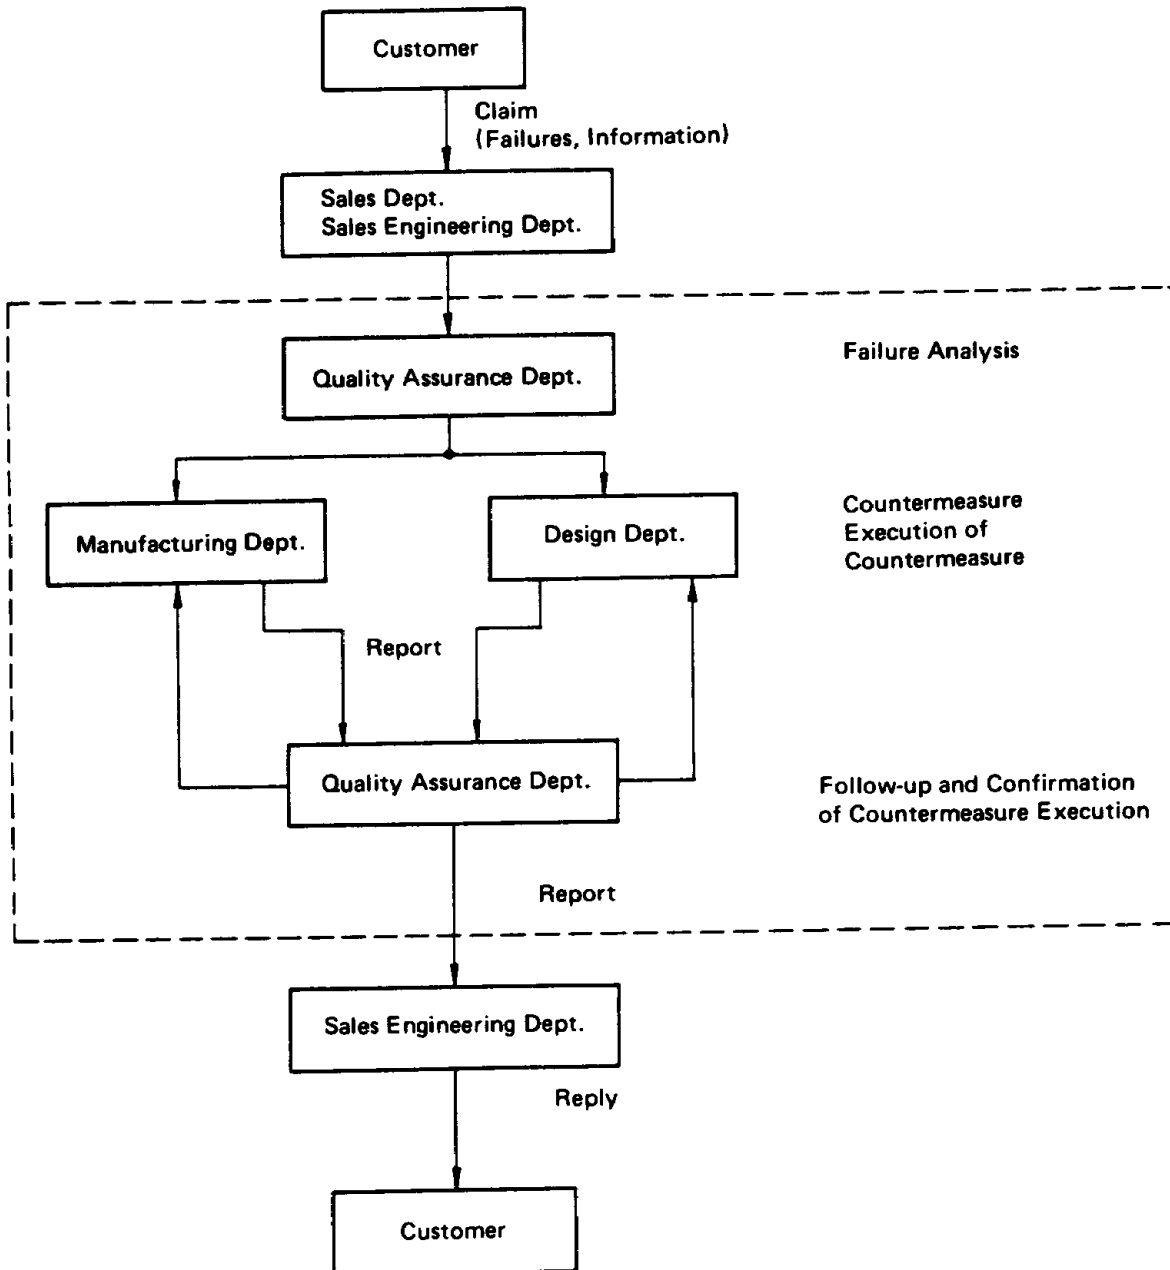 Customer
Claim
(Failures, Information)
Sales Dept.
Sales Engineering Dept.
Quality Assurance Dept.
Failure Analysis
Manufacturing Dept.
Design Dept.
Countermeasure
Execution of
Countermeasure
Report
Quality Assurance Dept.
Follow-up and Confirmation
of Countermeasure Execution
Report
Sales Engineering Dept.
Reply
Customer